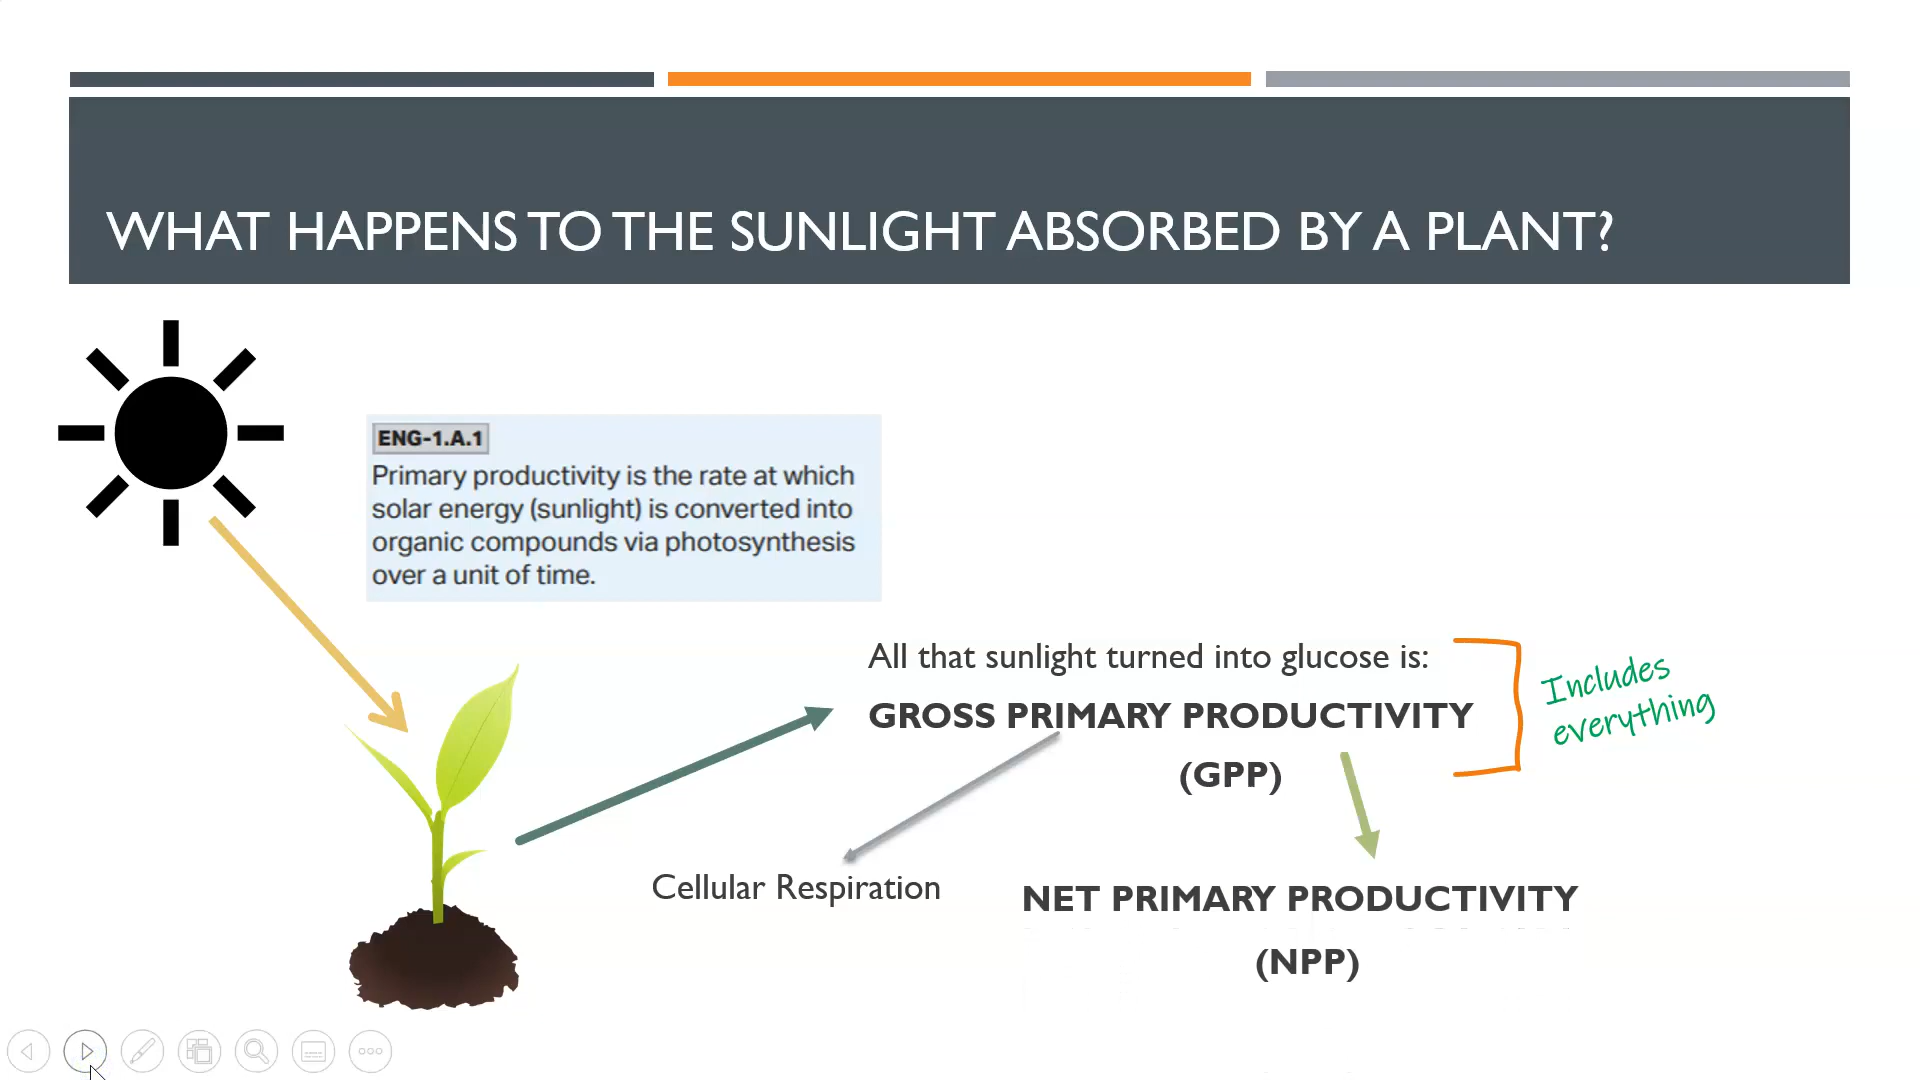 WHAT HAPPENS TO THE SUNLIGHT ABSORBED BY A PLANT?
ENG-1.A.1
Primary productivity is the rate at which
solar energy (sunlight) is converted into
organic compounds via photosynthesis
over a unit of time.
All that sunlight turned into glucose is:
GROSS PRIMARY PRODUCTIVITY
(GPP)
Includes
everything
Cellular Respiration
NET PRIMARY PRODUCTIVITY
(NPP)